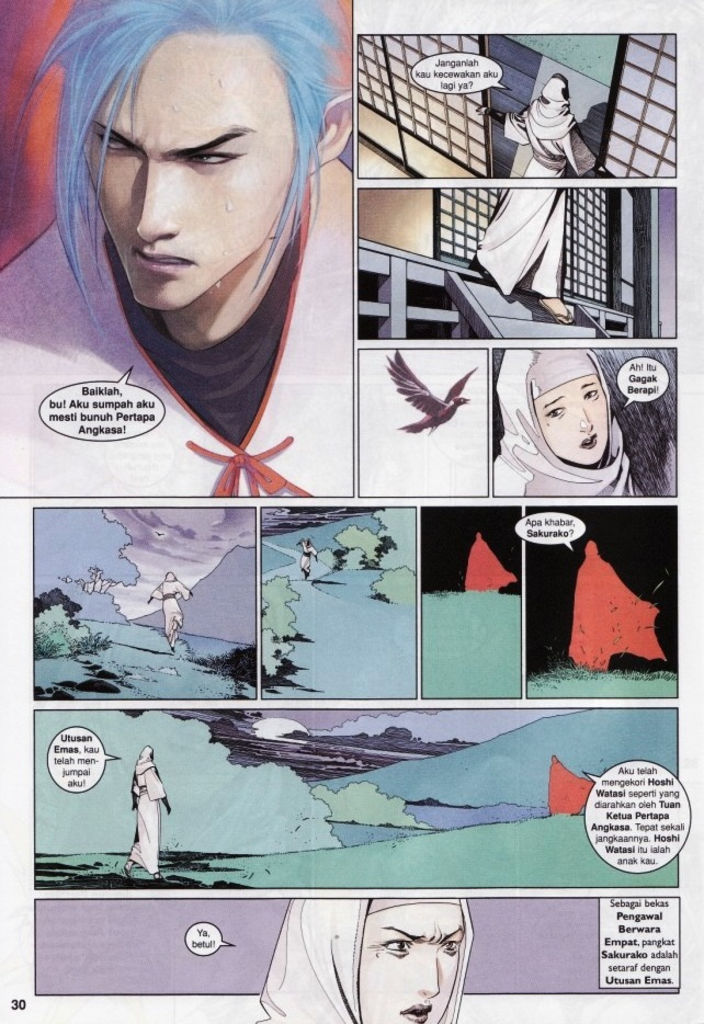 Janganlah
kau kecewakan aku
lagi ya?
Baiklah,
bu! Aku sumpah aku
mesti bunuh Pertapa
Angkasa!
Ah! Itu
Gagak
Berapi!
Apa khabar,
Sakurako?
Utusan
Emas, kau
telah men-
jumpai
aku!
Aku telah
mengekori Hoshi
Watasi seperti yang
diarahkan oleh Tuan
Ketua Pertapa
Angkasa. Tepat sekali
jangkaannya. Hoshi
Watasi itu ialah
anak kau.
Ya,
betul!
Sebagai bekas
Pengawal
Berwara
Empat, pangkat
Sakurako adalah
setaraf dengan
Utusan Emas.
30